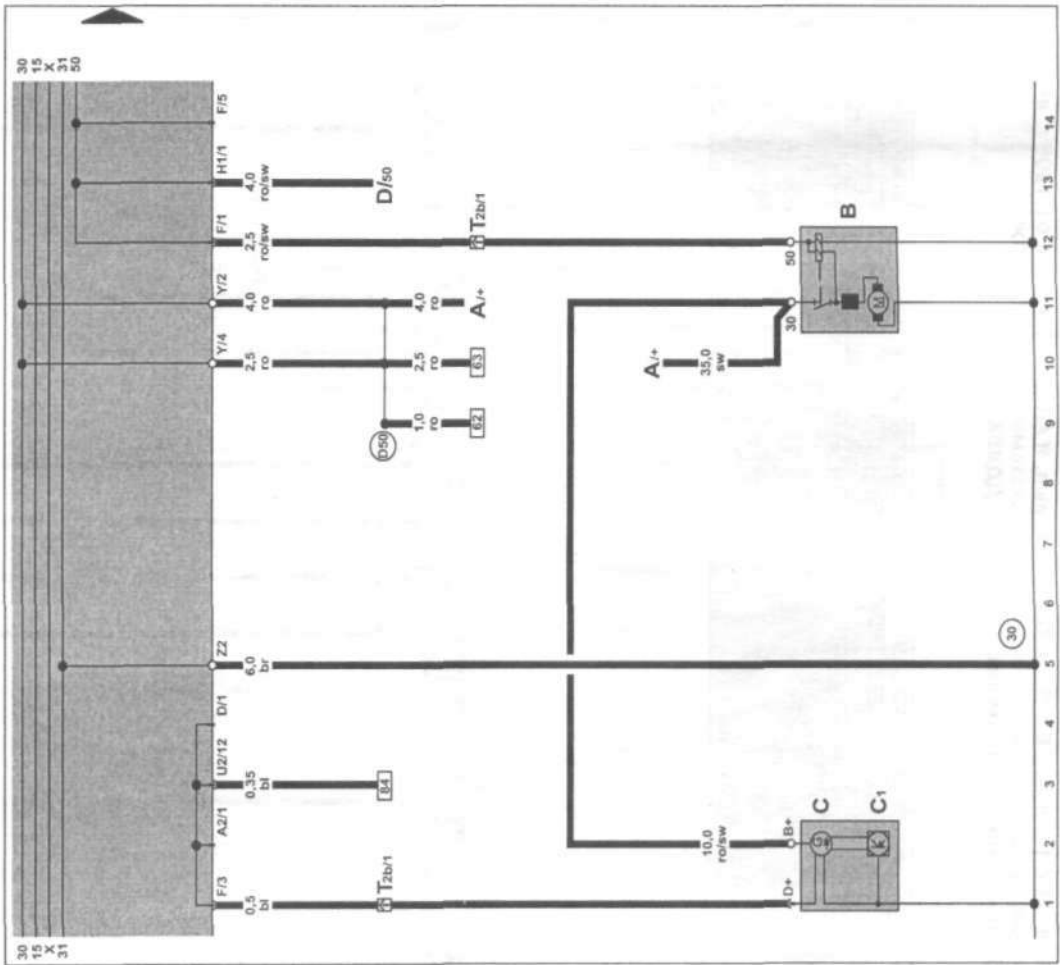 30
15
X
31
30
15
X
31
50
F/3
A2/1
U2/12
D/1
Z2
Y/4
Y/2
F/1
H1/1
F/5
0,5
bl
0,35
bl
6,0
br
2,5
ro
4,0
ro
2,5
ro/sw
4,0
ro/sw
T2b/1
84
D50
1,0
ro
62
2,5
ro
63
4,0
ro
A/+
T2b/1
D/50
10,0
ro/sw
A/+
35,0
sw
D+
B+
30
50
C
C1
B
G
M
30
1
2
3
4
5
6
7
8
9
10
11
12
13
14